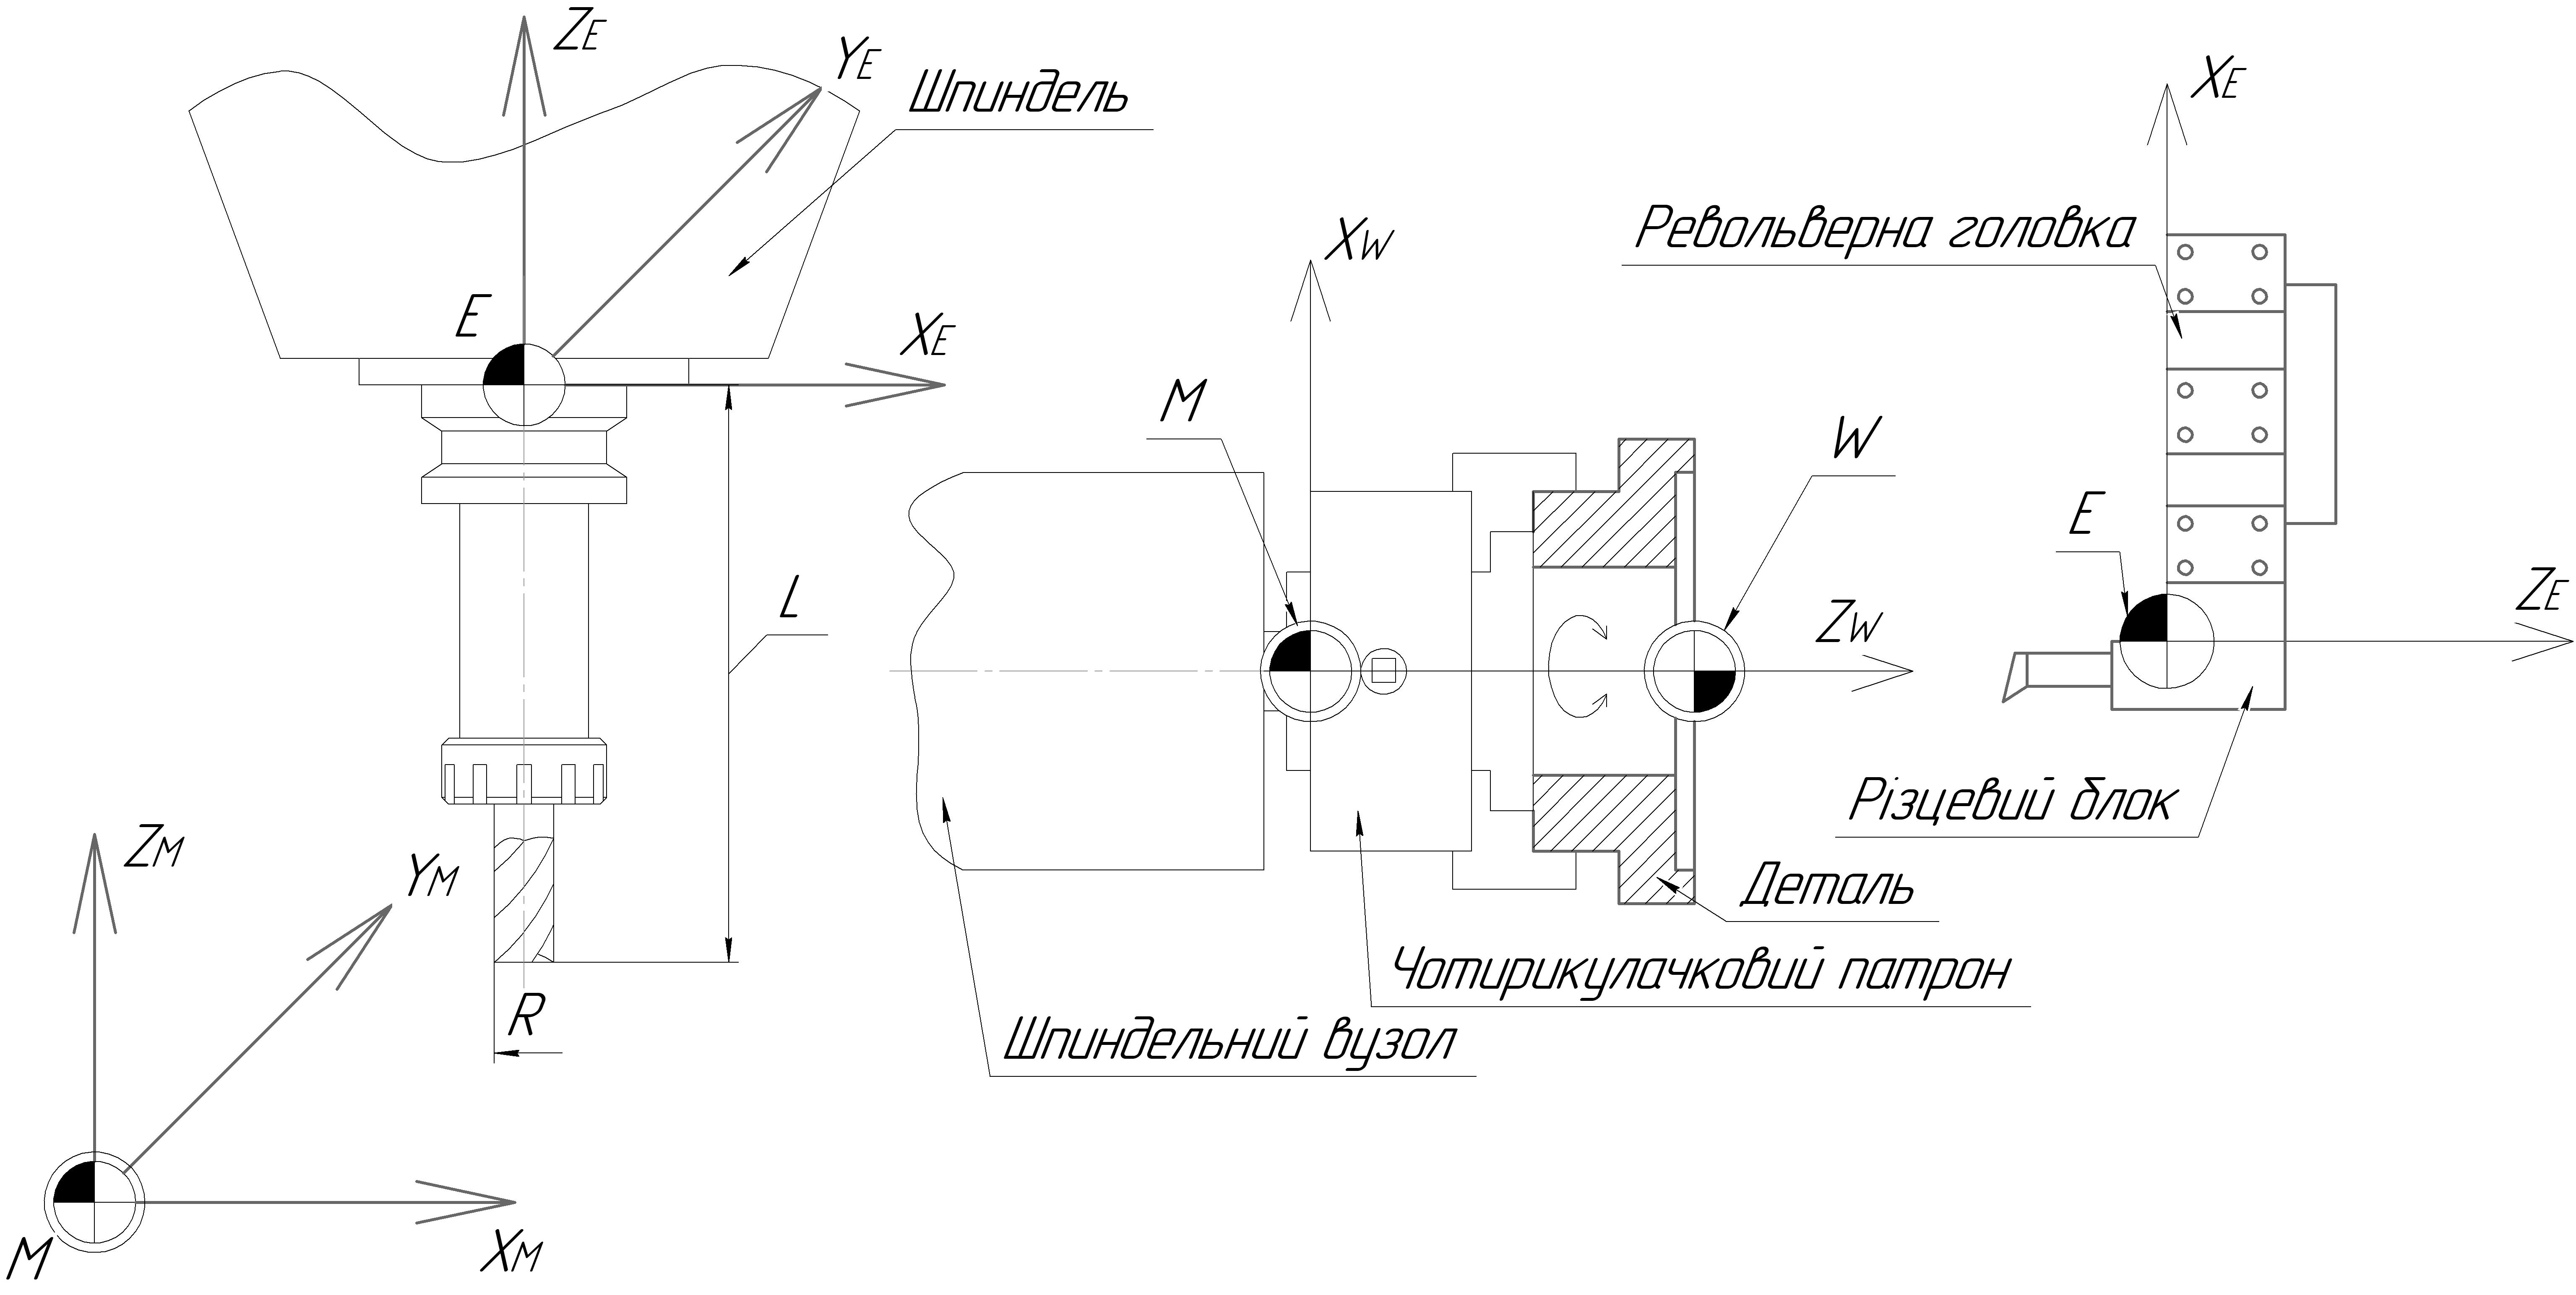 ZE
YE
Шпиндель
E
XE
L
ZM
YM
R
M
XM
XW
M
W
ZW
Деталь
Чотирикулачковий патрон
Шпиндельний вузол
XE
Револьверна головка
E
ZE
Різцевий блок